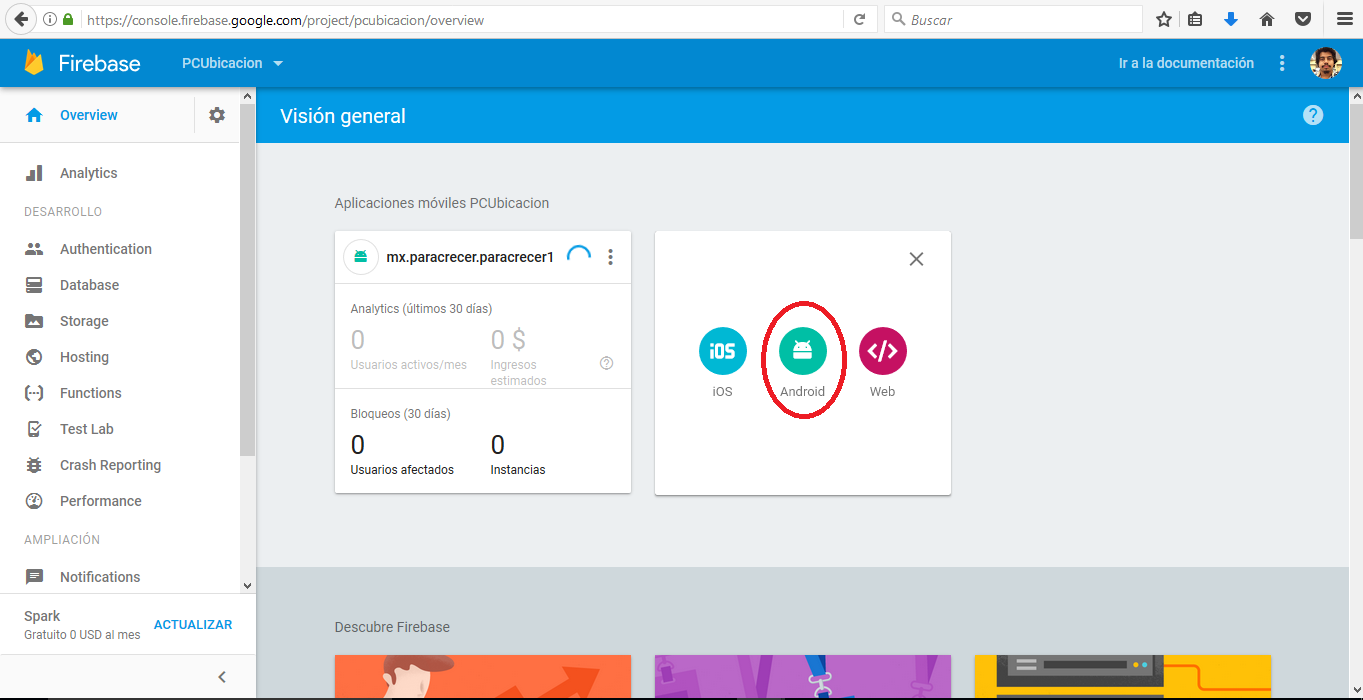 https://console.firebase.google.com/project/pcubicacion/overview
Buscar
Firebase
PCUbicacion
Ir a la documentación
Overview
Visión general
?
Analytics
DESARROLLO
Authentication
Database
Storage
Hosting
Functions
Test Lab
Crash Reporting
Performance
AMPLIACIÓN
Notifications
Spark
Gratuito 0 USD al mes
ACTUALIZAR
Aplicaciones móviles PCUbicacion
mx.paracrecer.paracrecer1
Analytics (últimos 30 días)
0 0 $
Usuarios activos/mes Ingresos
estimados
?
Bloqueos (30 días)
0 0
Usuarios afectados Instancias
iOS </>
iOS Android Web
Descubre Firebase